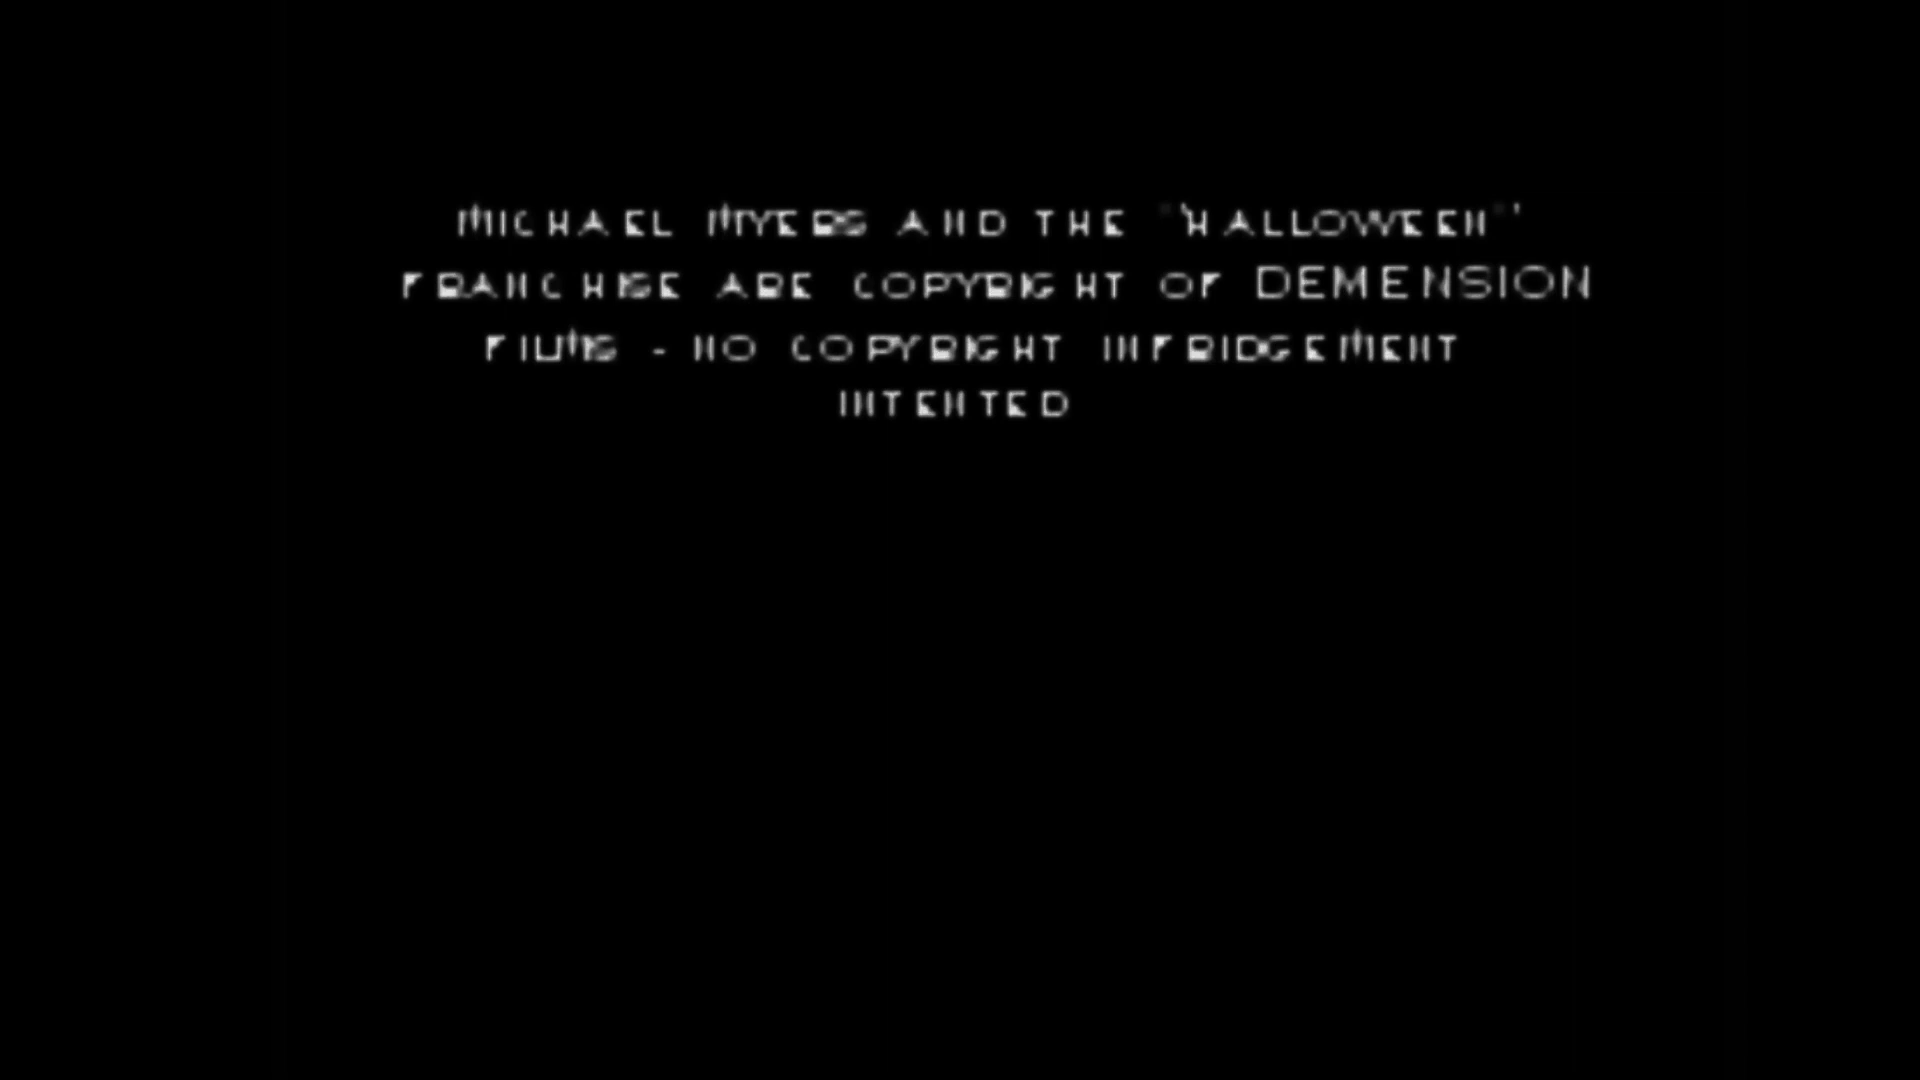 MICHAEL MYERS AND THE "HALLOWEEN"
FRANCHISE ARE COPYRIGHT OF DEMENSION
FILMS - NO COPYRIGHT INFRIDGEMENT
INTENTED